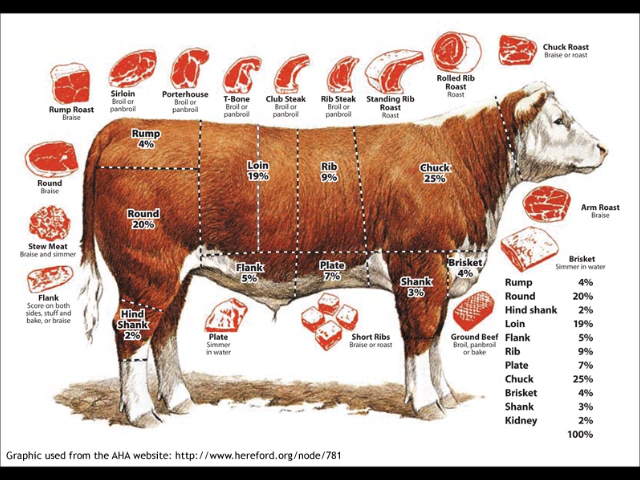 Rump Roast
Braise
Sirloin
Broil or
panbroil
Porterhouse
Broil or
panbroil
T-Bone
Broil or
panbroil
Club Steak
Broil or
panbroil
Rib Steak
Broil or
panbroil
Standing Rib
Roast
Roast
Rolled Rib
Roast
Roast
Chuck Roast
Braise or roast
Rump
4%
Loin
19%
Rib
9%
Chuck
25%
Round
Braise
Round
20%
Arm Roast
Braise
Stew Meat
Braise and simmer
Flank
Score on both
sides, stuff and
bake, or braise
Flank
5%
Plate
7%
Brisket
4%
Shank
3%
Hind
Shank
2%
Brisket
Simmer in water
Plate
Simmer
in water
Short Ribs
Braise or roast
Ground Beef
Broil, panbroil
or bake
Rump 4%
Round 20%
Hind shank 2%
Loin 19%
Flank 5%
Rib 9%
Plate 7%
Chuck 25%
Brisket 4%
Shank 3%
Kidney 2%
100%
Graphic used from the AHA website: http://www.hereford.org/node/781